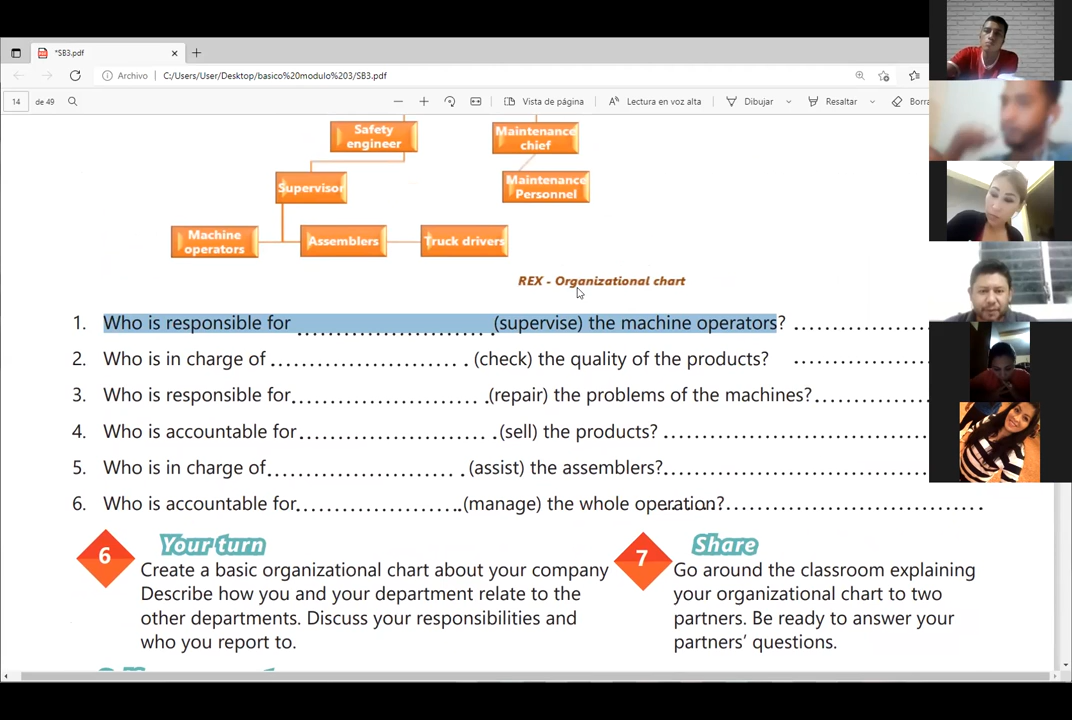 *SB3.pdf
Archivo C:/Users/User/Desktop/basico%20modulo%203/SB3.pdf
14 de 49 Vista de página Lectura en voz alta Dibujar Resaltar
Safety engineer
Maintenance chief
Supervisor
Maintenance Personnel
Machine operators
Assemblers
Truck drivers
REX - Organizational chart
1. Who is responsible for ........................ (supervise) the machine operators? ..................
2. Who is in charge of ......................... (check) the quality of the products? ..................
3. Who is responsible for......................... (repair) the problems of the machines?...............
4. Who is accountable for......................... (sell) the products? ...................................
5. Who is in charge of......................... (assist) the assemblers?...................................
6. Who is accountable for......................... (manage) the whole operation?...................................
6 Your turn
Create a basic organizational chart about your company
Describe how you and your department relate to the
other departments. Discuss your responsibilities and
who you report to.
7 Share
Go around the classroom explaining
your organizational chart to two
partners. Be ready to answer your
partners' questions.